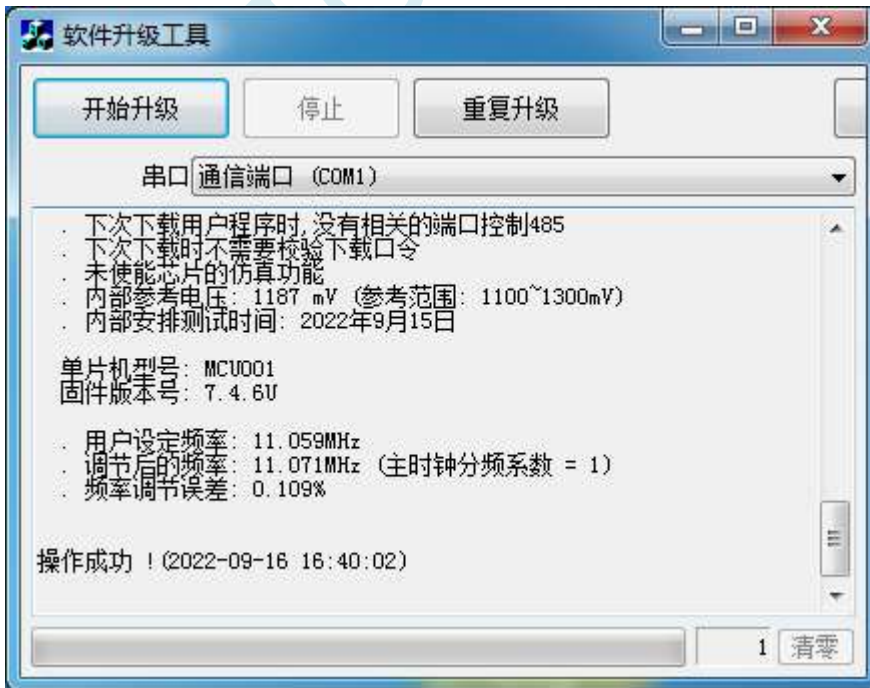 软件升级工具
开始升级 停止 重复升级
串口 通信端口 (COM1)
. 下次下载用户程序时,没有相关的端口控制485
. 下次下载时不需要校验下载口令
. 未使能芯片的仿真功能
. 内部参考电压: 1187 mV (参考范围: 1100~1300mV)
. 内部安排测试时间: 2022年9月15日
单片机型号: MCU001
固件版本号: 7.4.6U
. 用户设定频率: 11.059MHz
. 调节后的频率: 11.071MHz (主时钟分频系数 = 1)
. 频率调节误差: 0.109%
操作成功 !(2022-09-16 16:40:02)
1 清零